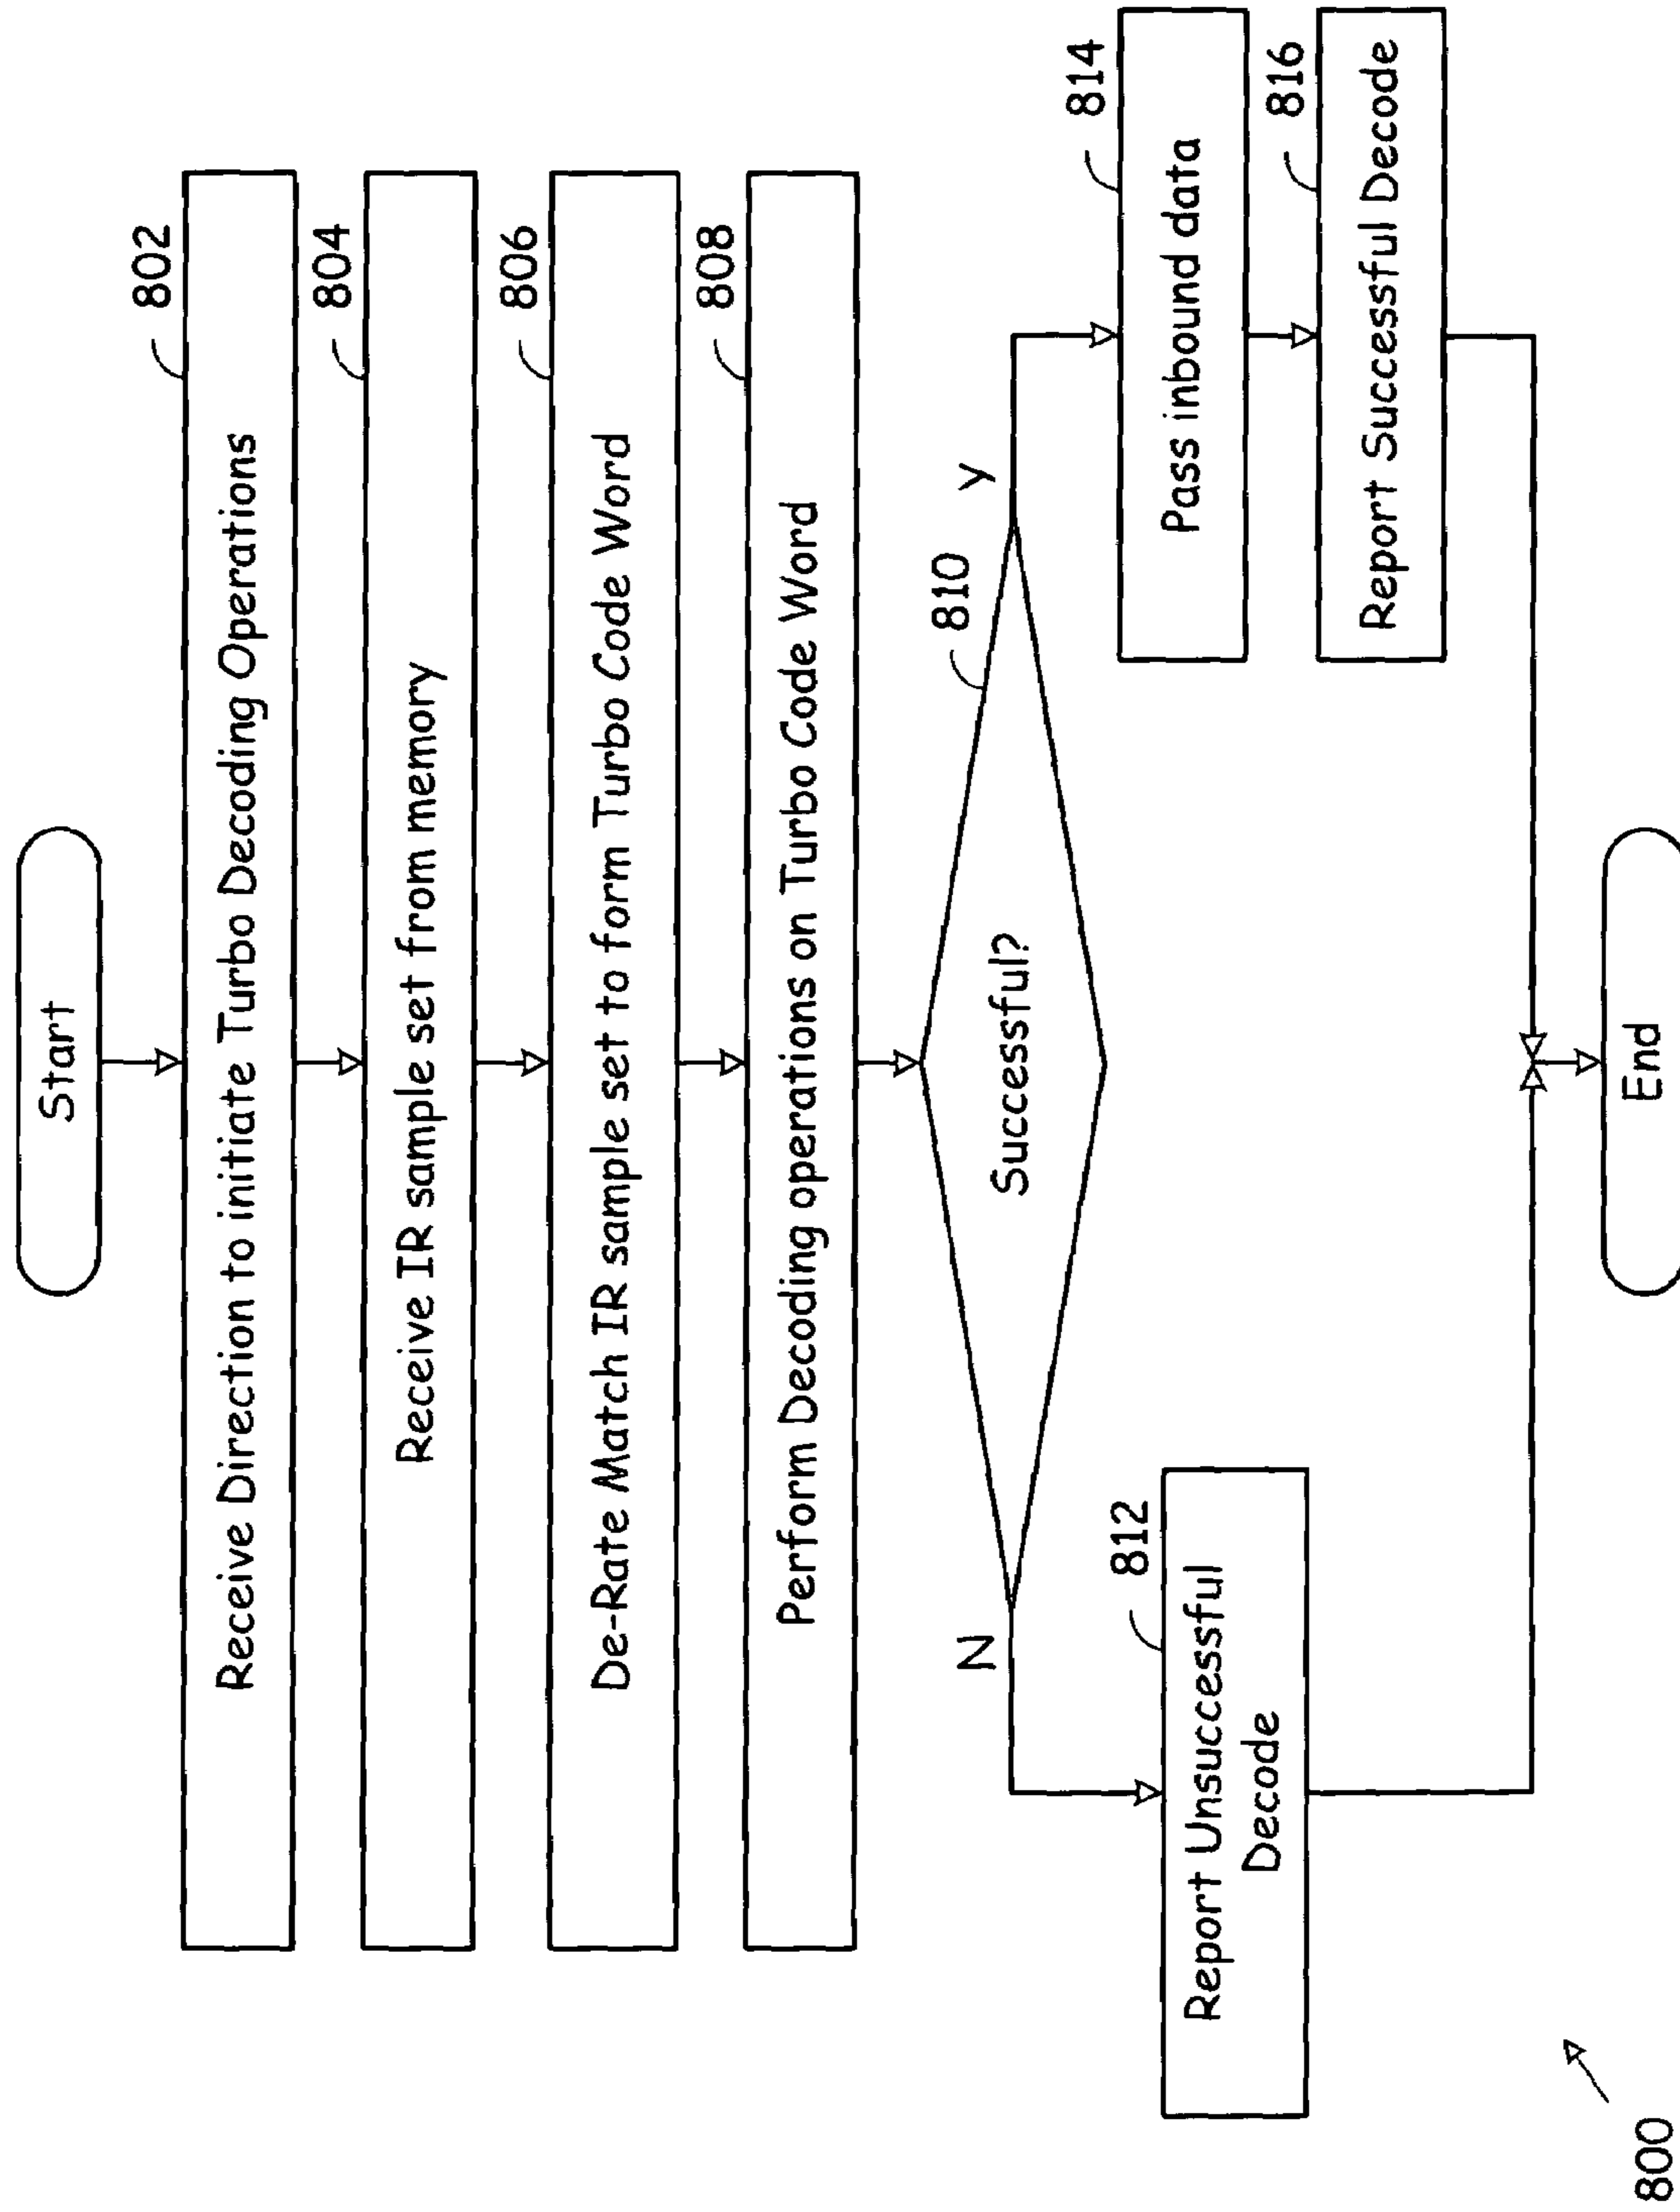 Start
802
Receive Direction to initiate Turbo Decoding Operations
804
Receive IR sample set from memory
806
De-Rate Match IR sample set to form Turbo Code Word
808
Perform Decoding operations on Turbo Code Word
810
Successful?
N
Y
812
Report Unsuccessful
Decode
814
Pass inbound data
816
Report Successful Decode
End
800